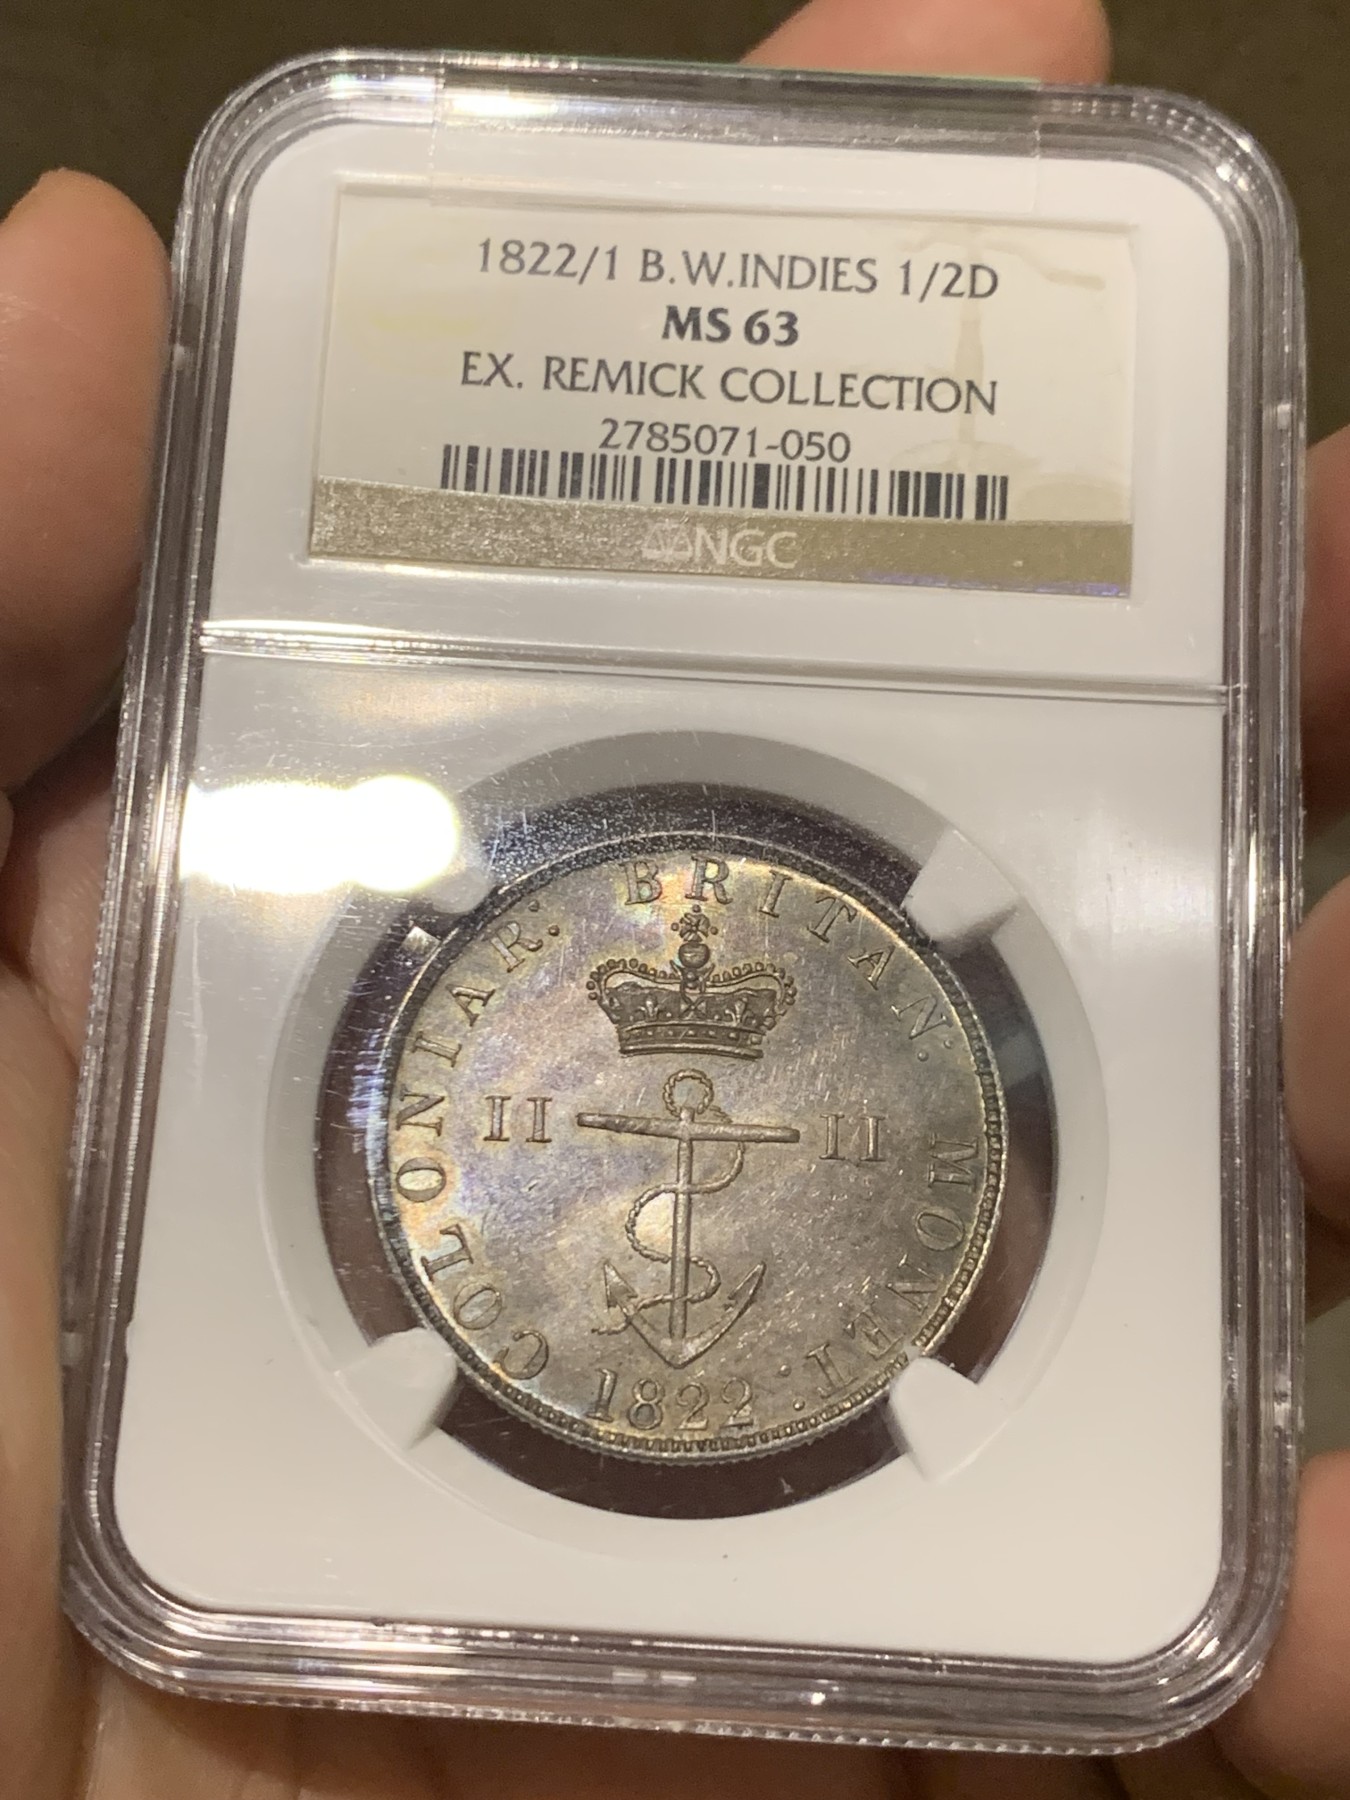 1822/1 B.W.INDIES 1/2D
MS 63
EX. REMICK COLLECTION
2785071-050
NGC
COLONIAR: BRITAN: MONET·
II II
1822